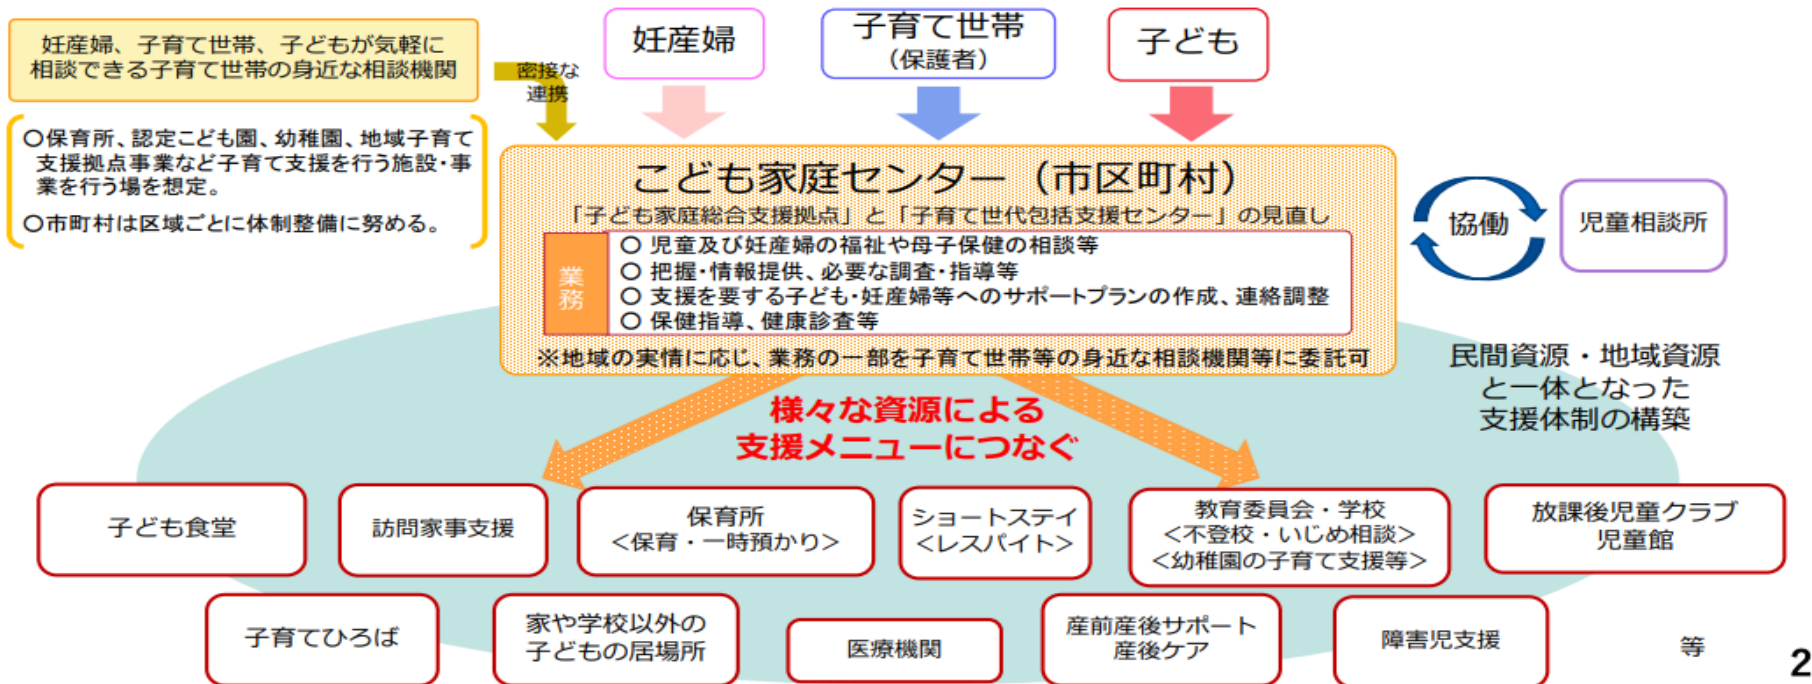 妊産婦、子育て世帯、子どもが気軽に
相談できる子育て世帯の身近な相談機関
密接な
連携
妊産婦
子育て世帯
（保護者）
子ども
〇保育所、認定こども園、幼稚園、地域子育て
支援拠点事業など子育て支援を行う施設・事
業を行う場を想定。
〇市町村は区域ごとに体制整備に努める。
こども家庭センター（市区町村）
「子ども家庭総合支援拠点」と「子育て世代包括支援センター」の見直し
業務
〇 児童及び妊産婦の福祉や母子保健の相談等
〇 把握・情報提供、必要な調査・指導等
〇 支援を要する子ども・妊産婦等へのサポートプランの作成、連絡調整
〇 保健指導、健康診査等
※地域の実情に応じ、業務の一部を子育て世帯等の身近な相談機関等に委託可
協働
児童相談所
民間資源・地域資源
と一体となった
支援体制の構築
様々な資源による
支援メニューにつなぐ
子ども食堂
訪問家事支援
保育所
＜保育・一時預かり＞
ショートステイ
＜レスパイト＞
教育委員会・学校
＜不登校・いじめ相談＞
＜幼稚園の子育て支援等＞
放課後児童クラブ
児童館
子育てひろば
家や学校以外の
子どもの居場所
医療機関
産前産後サポート
産後ケア
障害児支援
等
2